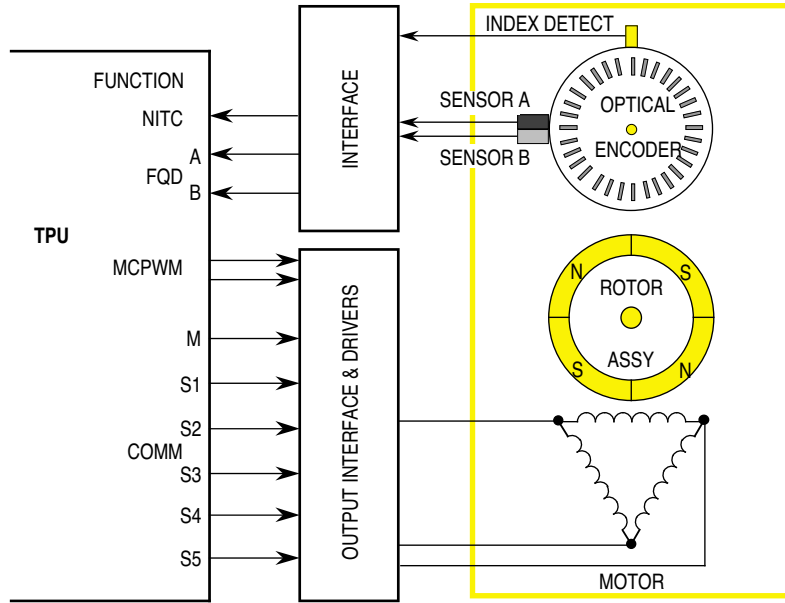 INDEX DETECT
FUNCTION
NITC
A
FQD
B
TPU
MCPWM
M
S1
S2
COMM
S3
S4
S5
INTERFACE
OUTPUT INTERFACE & DRIVERS
SENSOR A
SENSOR B
OPTICAL
ENCODER
N
S
ROTOR
ASSY
S
N
MOTOR